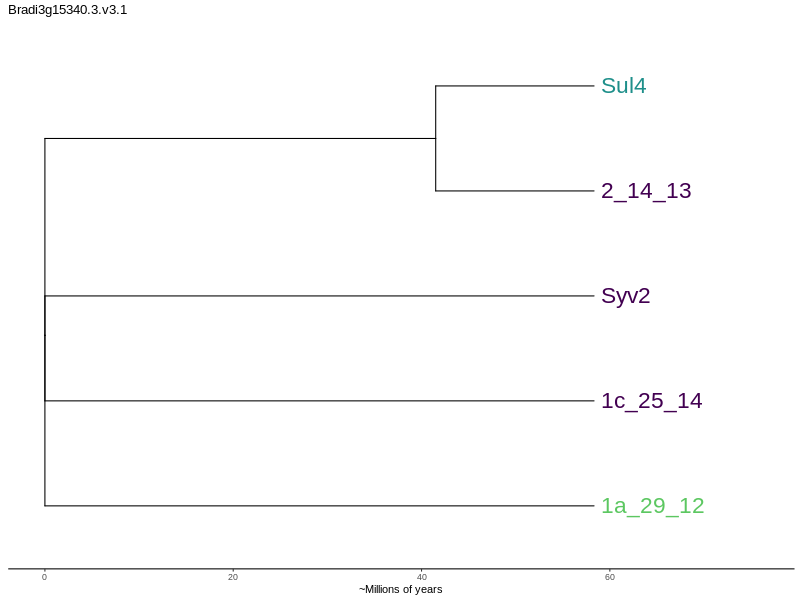 Bradi3g15340.3.v3.1
Sul4
2_14_13
Syv2
1c_25_14
1a_29_12
0 20 40 60
~Millions of years